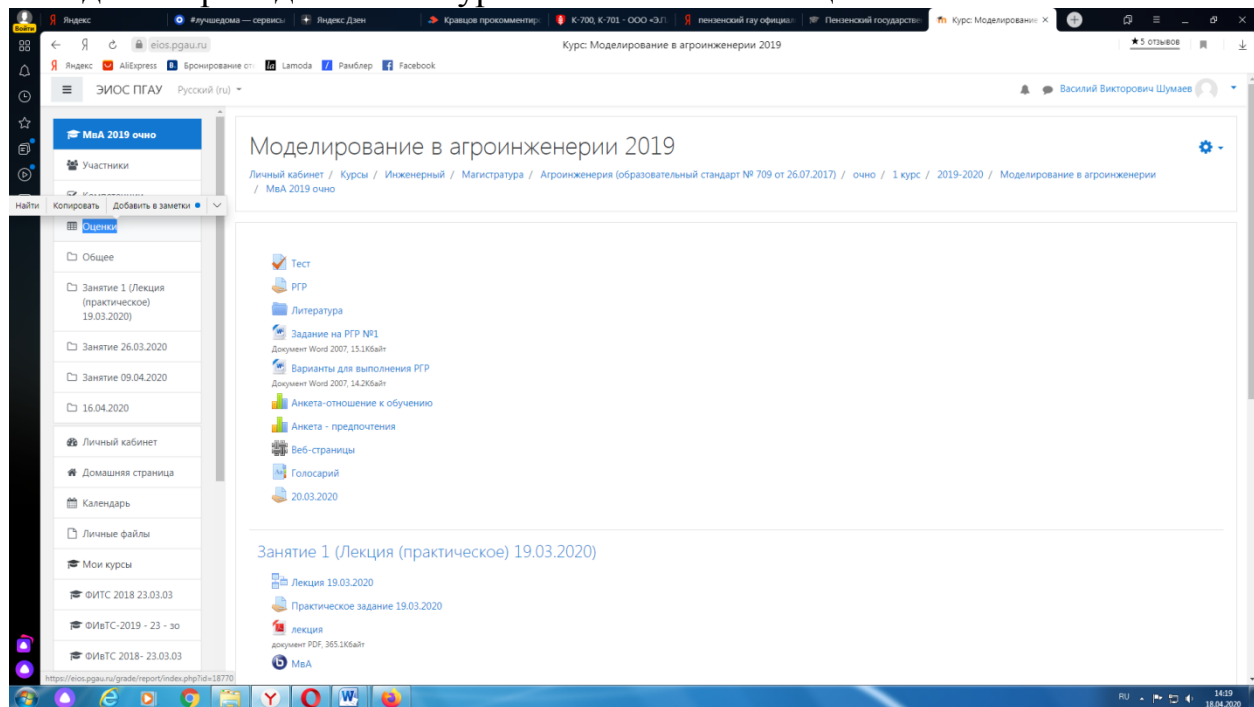 Войти
Яндекс
#лучшедома — сервисы
Яндекс Дзен
Кравцов прокомментиро
К-700, К-701 - ООО «ЭЛ
пензенский гау официал
Пензенский государстве
Курс: Моделирование
eios.pgau.ru
Курс: Моделирование в агроинженерии 2019
★5 отзывов
Яндекс
AliExpress
Бронирование от
Lamoda
Рамблер
Facebook
ЭИОС ПГАУ
Русский (ru)
Василий Викторович Шумаев
МвА 2019 очно
Участники
Найти
Копировать
Добавить в заметки
Оценки
Общее
Занятие 1 (Лекция
(практическое)
19.03.2020)
Занятие 26.03.2020
Занятие 09.04.2020
16.04.2020
Личный кабинет
Домашняя страница
Календарь
Личные файлы
Мои курсы
ФИТС 2018 23.03.03
ФИвТС-2019 - 23 - зо
ФИвТС 2018- 23.03.03
Моделирование в агроинженерии 2019
Личный кабинет / Курсы / Инженерный / Магистратура / Агроинженерия (образовательный стандарт № 709 от 26.07.2017) / очно / 1 курс / 2019-2020 / Моделирование в агроинженерии
/ МвА 2019 очно
Тест
РГР
Литература
Задание на РГР №1
Документ Word 2007, 15.1Кбайт
Варианты для выполнения РГР
Документ Word 2007, 14.2Кбайт
Анкета-отношение к обучению
Анкета - предпочтения
Веб-страницы
Голосарий
20.03.2020
Занятие 1 (Лекция (практическое) 19.03.2020)
Лекция 19.03.2020
Практическое задание 19.03.2020
лекция
документ PDF, 365.1Кбайт
МвА
https://eios.pgau.ru/grade/report/index.php?id=18770
RU
14:19
18.04.2020